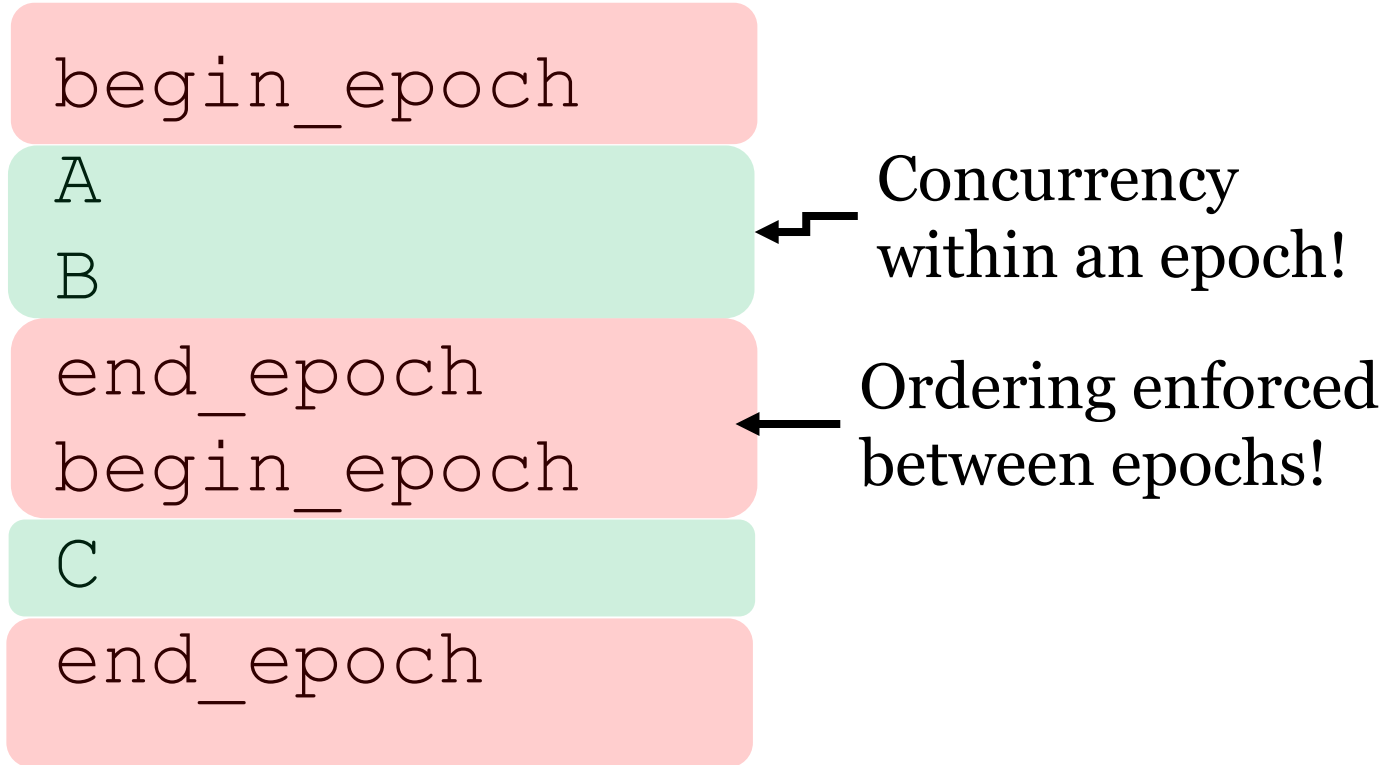 begin_epoch
A
B
end_epoch
begin_epoch
C
end_epoch
Concurrency
within an epoch!
Ordering enforced
between epochs!